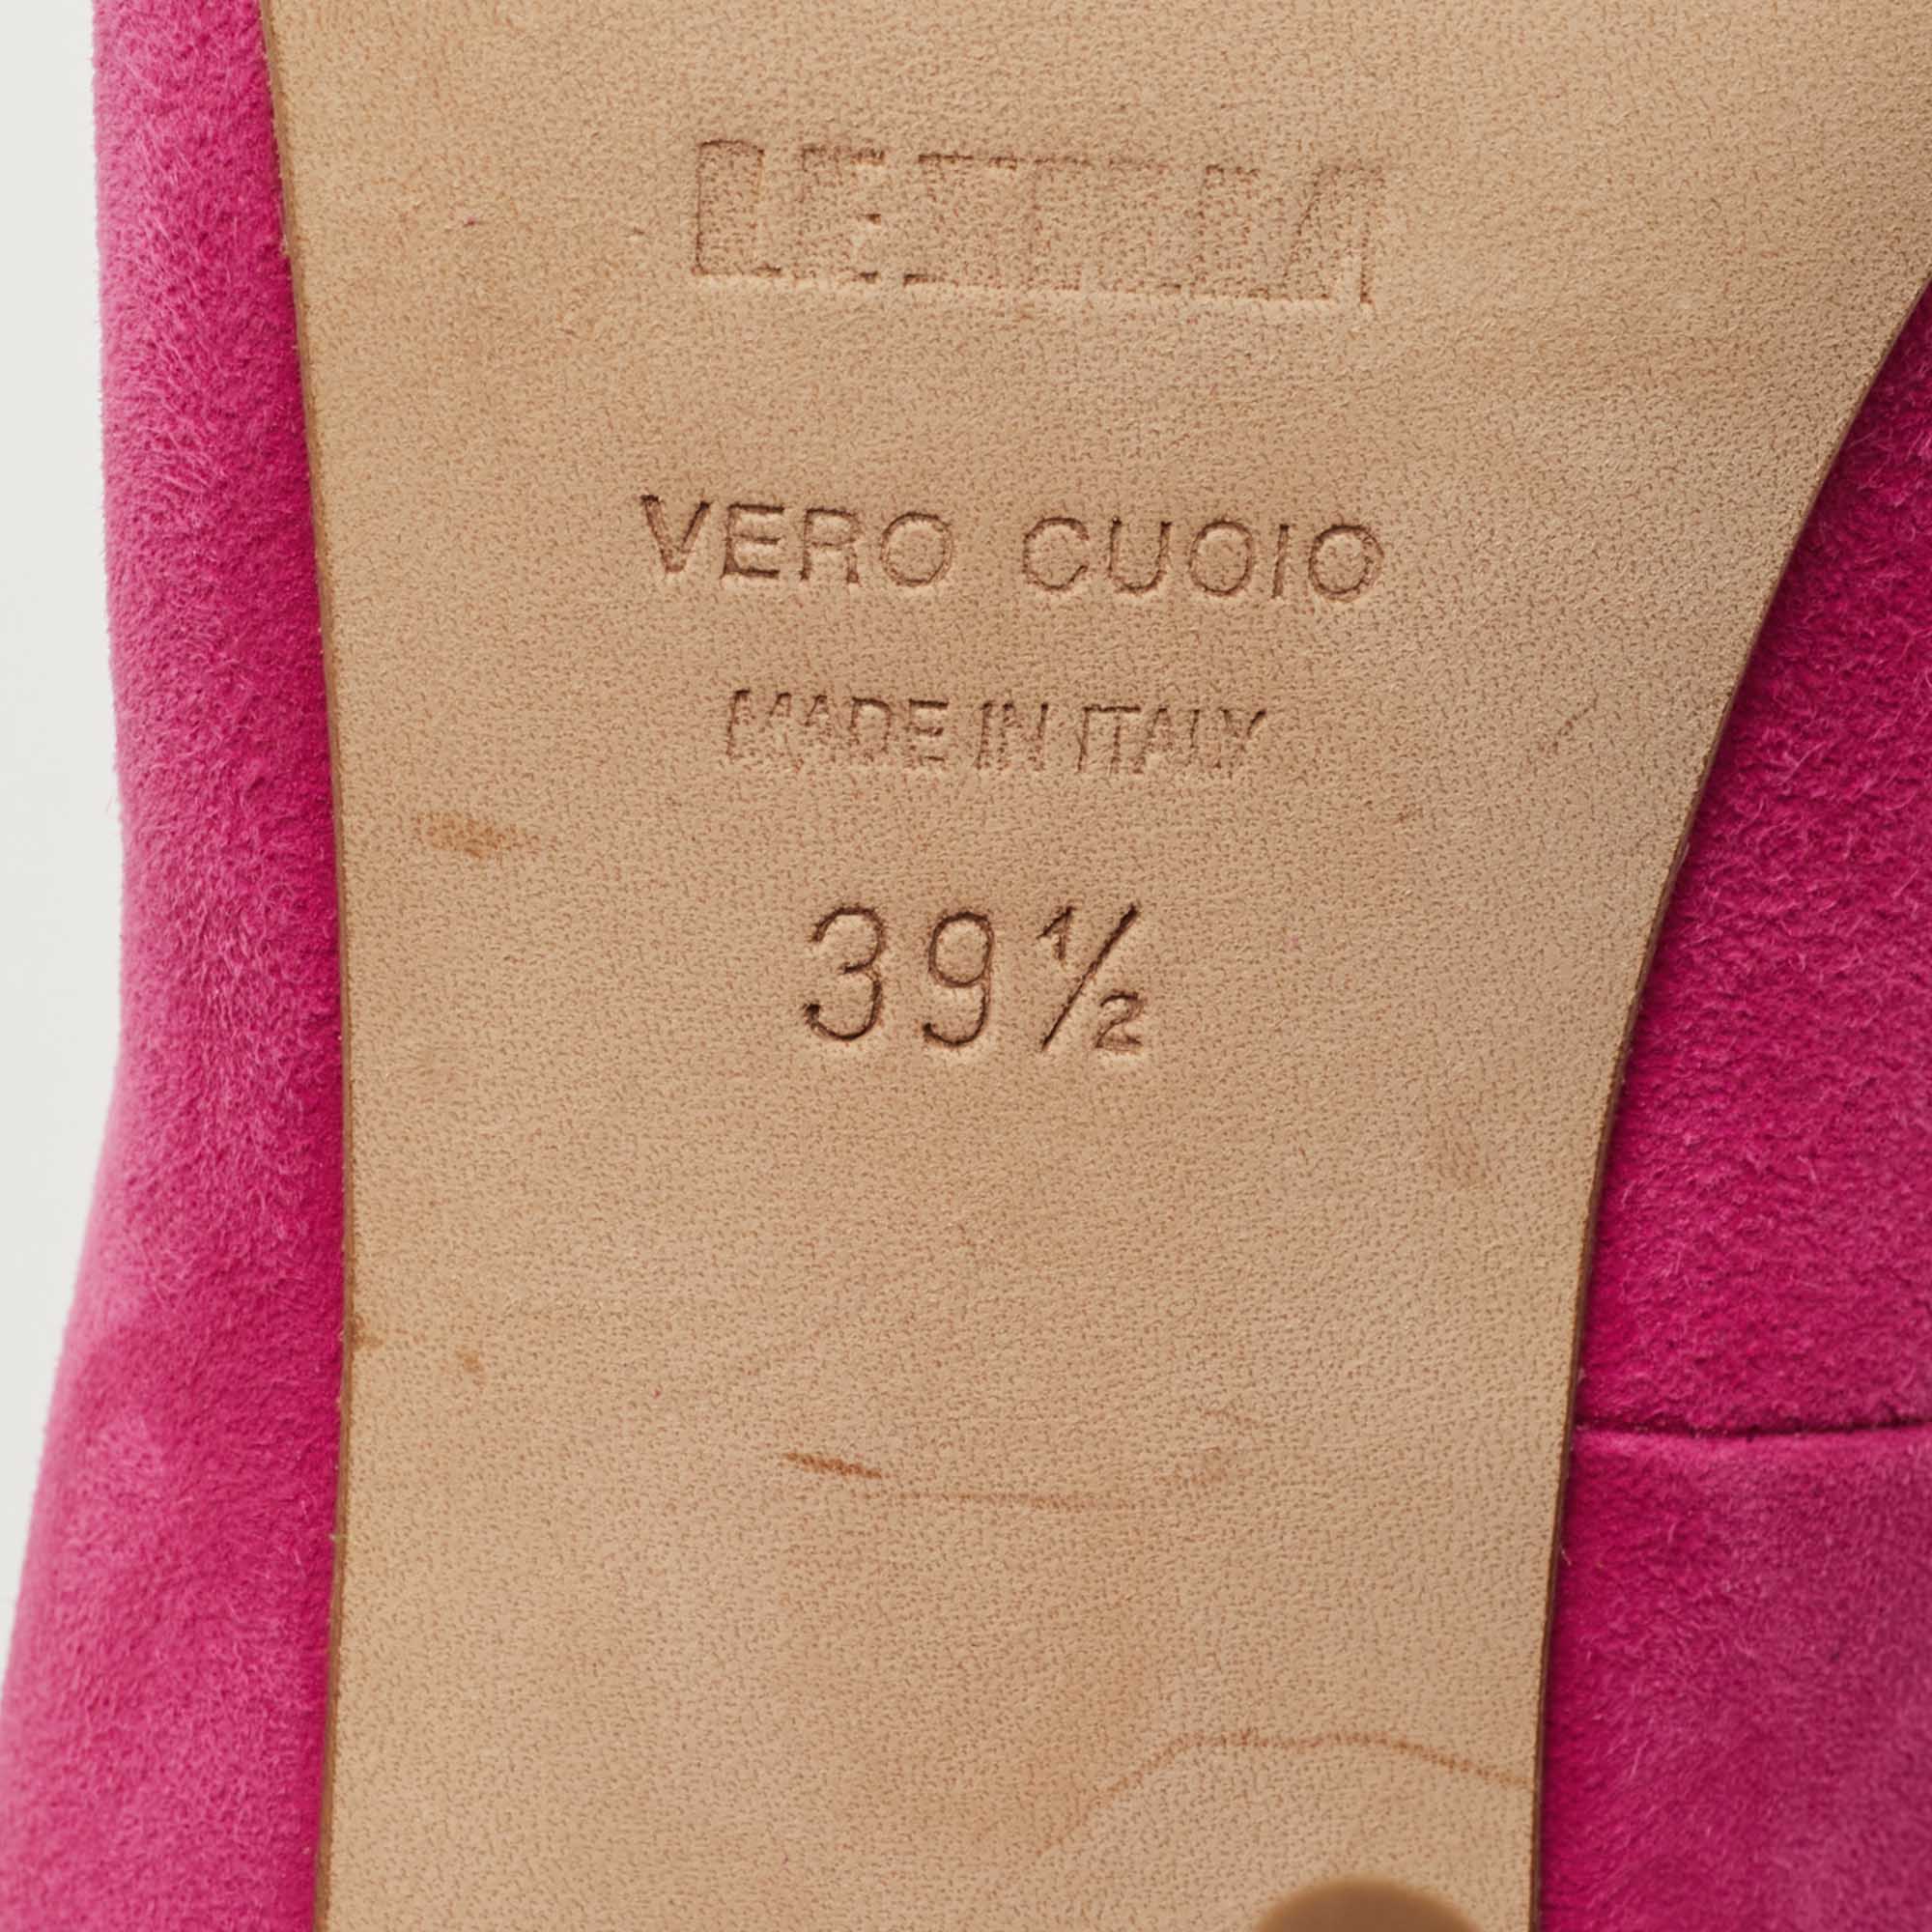 VERO CUOIO
MADE IN ITALY
39½